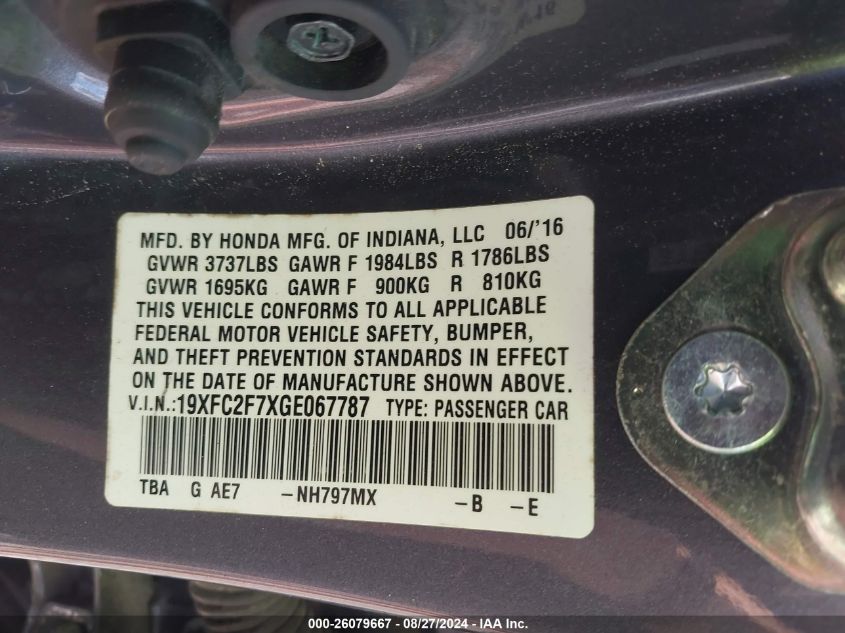 MFD. BY HONDA MFG. OF INDIANA, LLC 06/'16
GVWR 3737LBS GAWR F 1984LBS R 1786LBS
GVWR 1695KG GAWR F 900KG R 810KG
THIS VEHICLE CONFORMS TO ALL APPLICABLE
FEDERAL MOTOR VEHICLE SAFETY, BUMPER,
AND THEFT PREVENTION STANDARDS IN EFFECT
ON THE DATE OF MANUFACTURE SHOWN ABOVE.
V.I.N.:19XFC2F7XGE067787 TYPE: PASSENGER CAR
TBA G AE7 -NH797MX -B -E
000-26079667 - 08/27/2024 - IAA Inc.